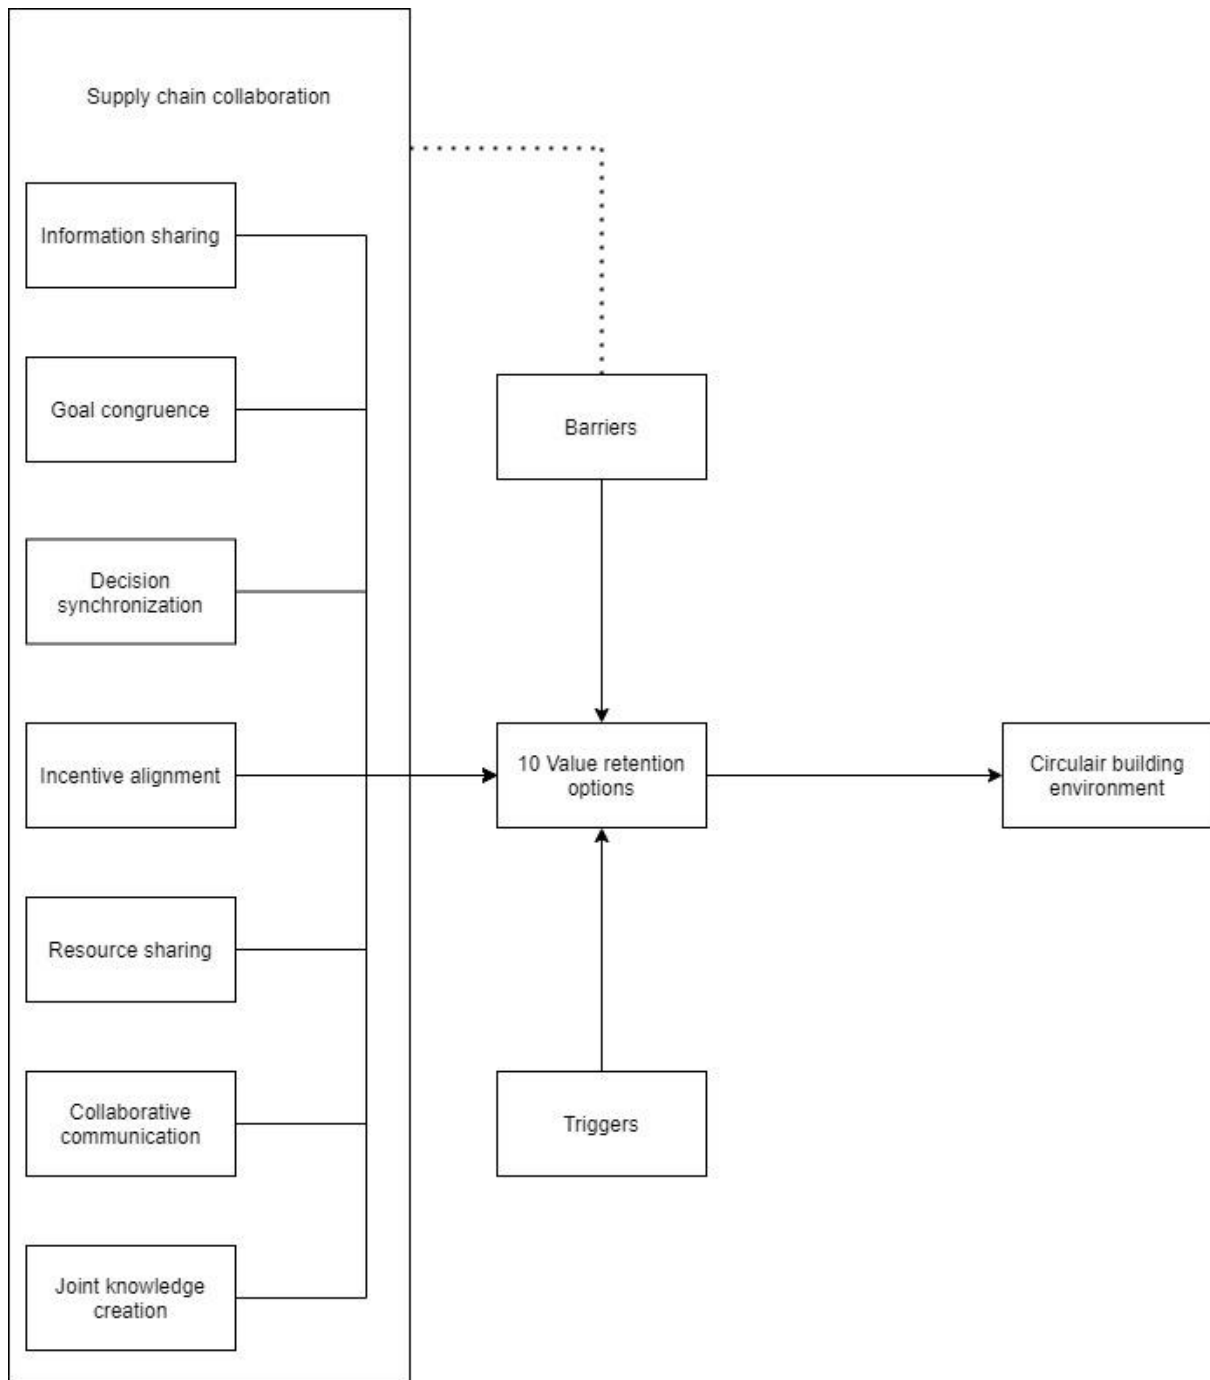 Supply chain collaboration
Information sharing
Goal congruence
Barriers
Decision
synchronization
Incentive alignment
10 Value retention
options
Circulair building
environment
Resource sharing
Collaborative
communication
Triggers
Joint knowledge
creation